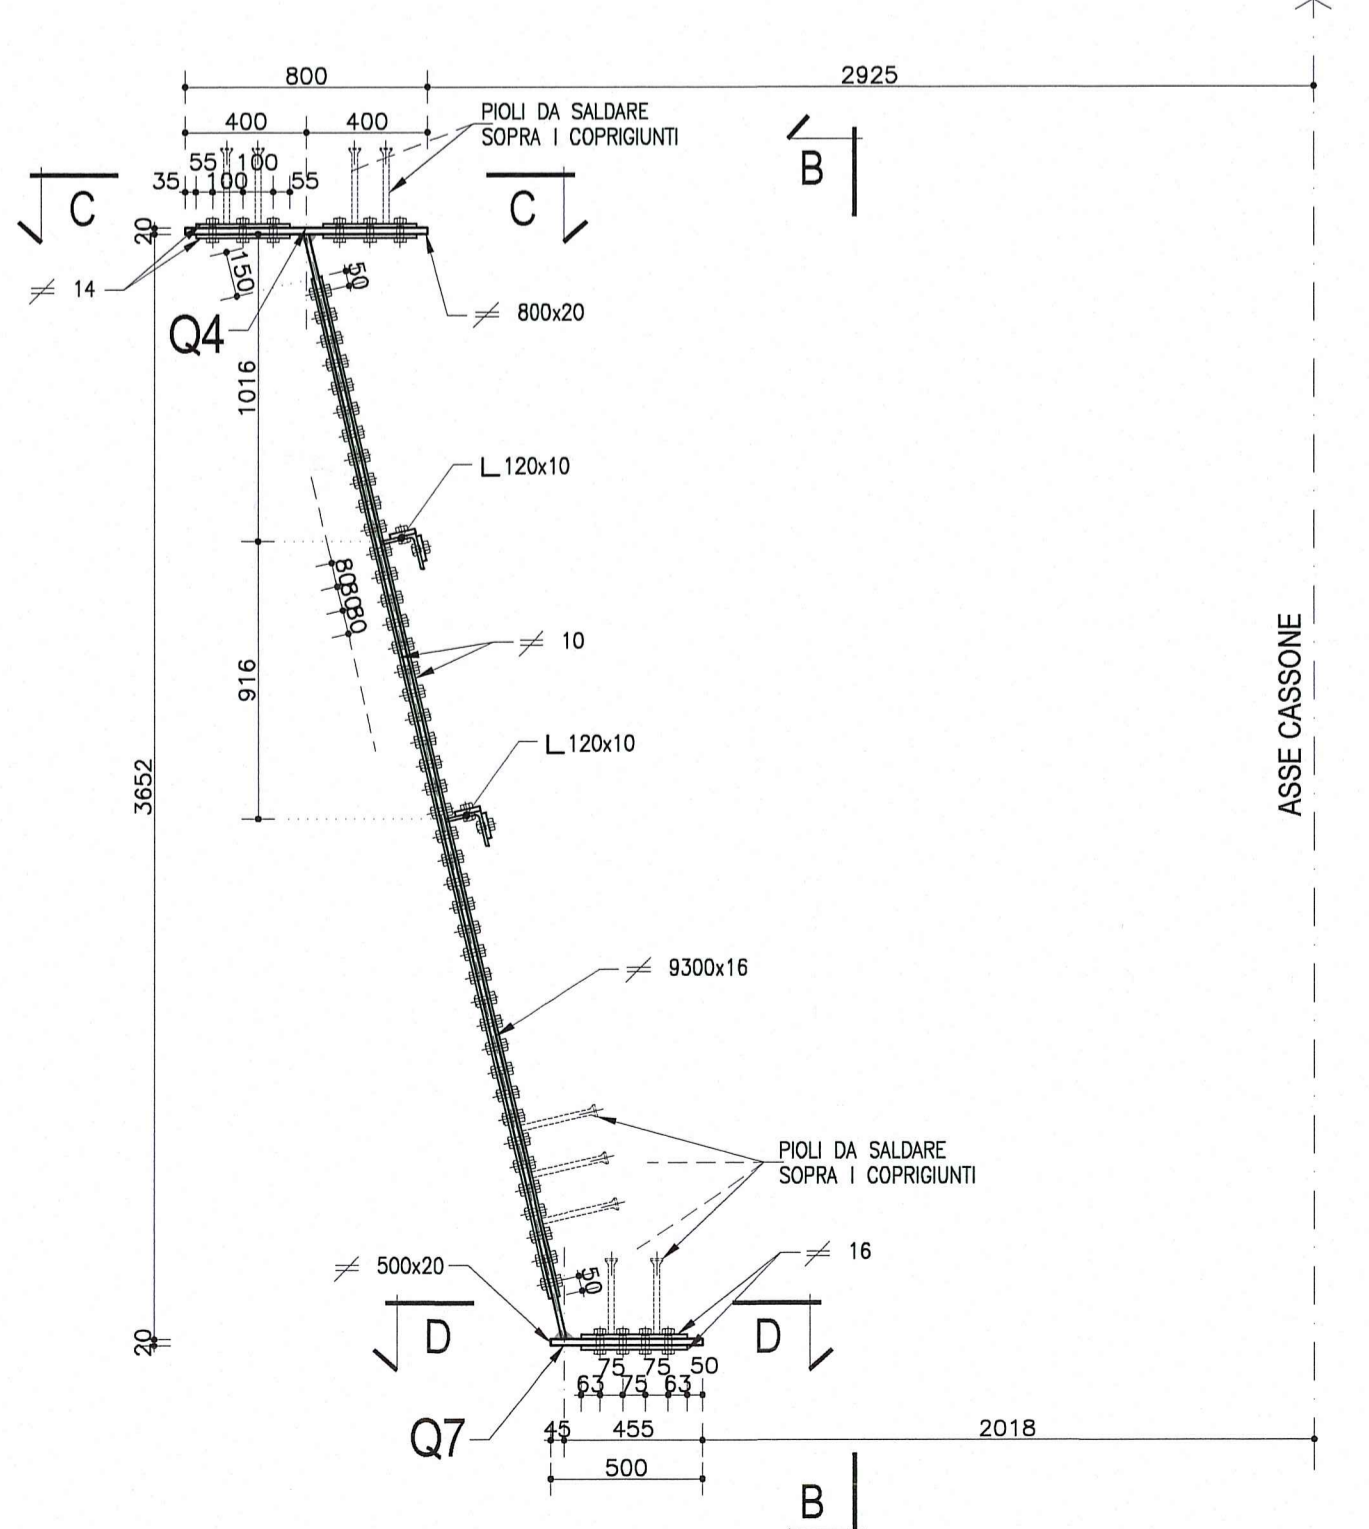 800
2925
400
400
PIOLI DA SALDARE
SOPRA I COPRIGIUNTI
B
55
100
35
100
55
C
C
20
150
50
14
800x20
Q4
1016
120x10
80
80
80
10
916
120x10
3652
ASSE CASSONE
9300x16
PIOLI DA SALDARE
SOPRA I COPRIGIUNTI
500x20
16
50
D
D
20
75
75
50
63
75
63
Q7
45
455
2018
500
B